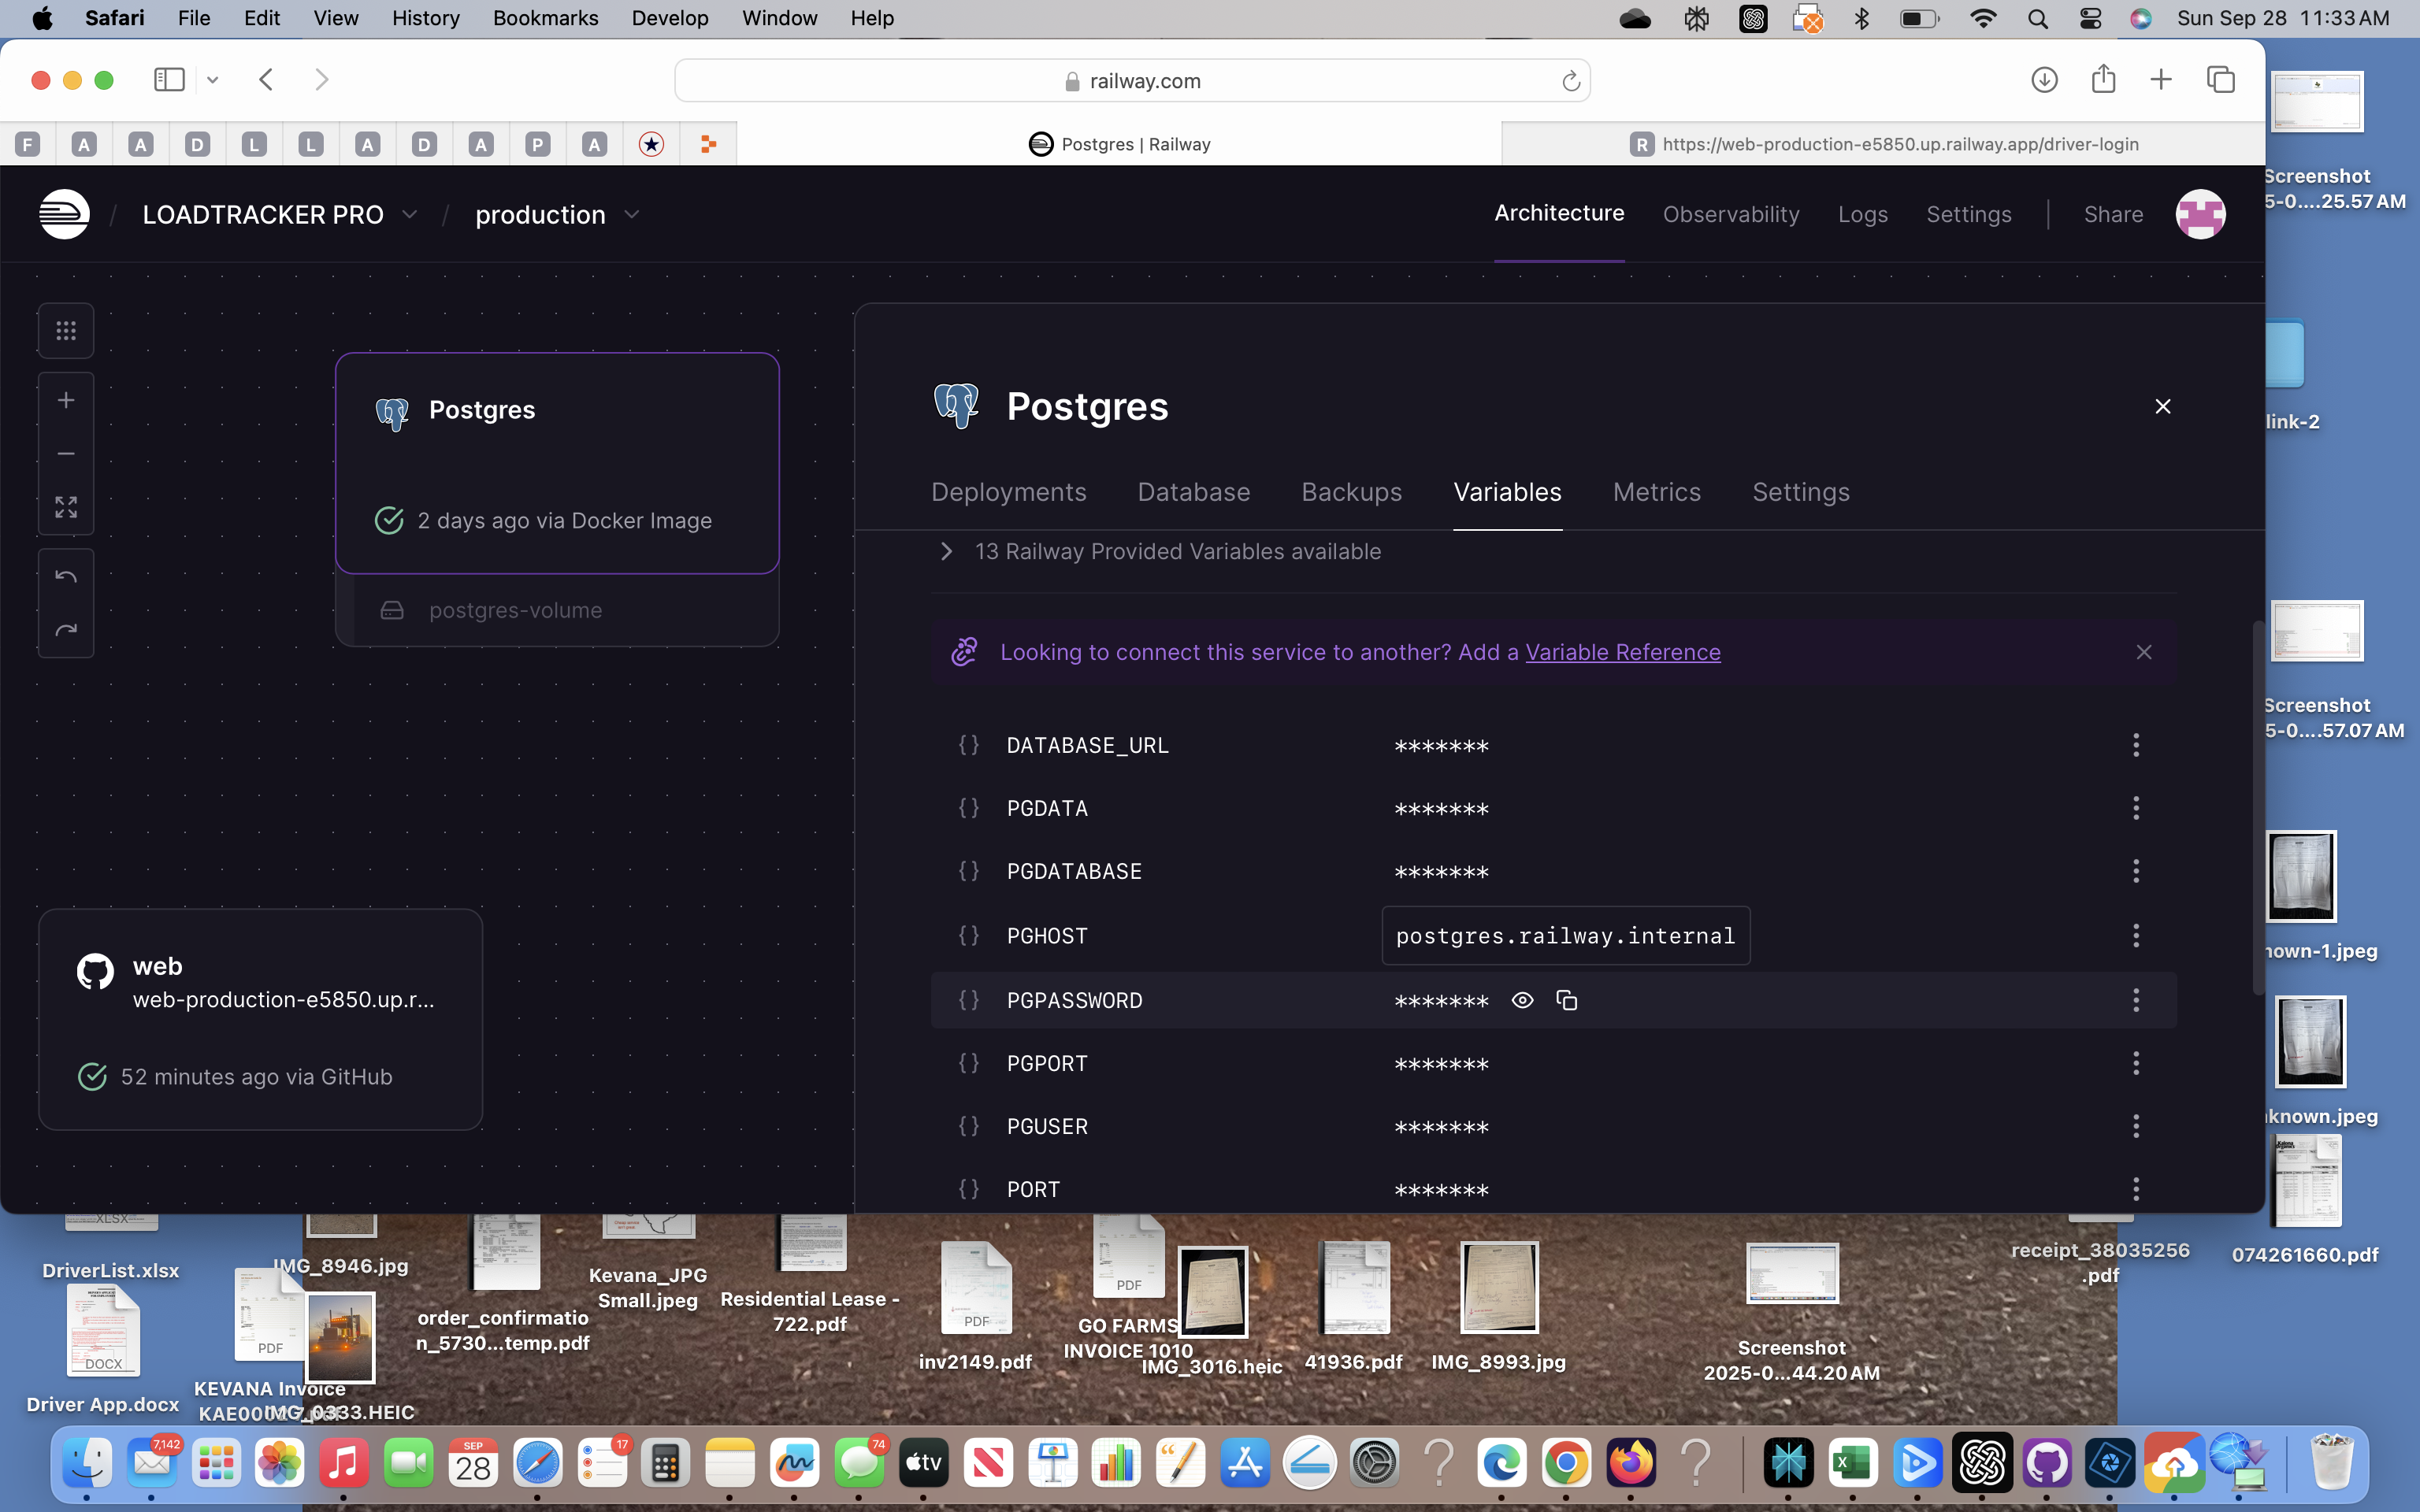 Safari File Edit View History Bookmarks Develop Window Help
Sun Sep 28 11:33 AM
railway.com
F A A D L L A D A P A
Postgres | Railway
R https://web-production-e5850.up.railway.app/driver-login
/ LOADTRACKER PRO / production
Architecture Observability Logs Settings | Share
Postgres
2 days ago via Docker Image
postgres-volume
web
web-production-e5850.up.r...
52 minutes ago via GitHub
Postgres
Deployments Database Backups Variables Metrics Settings
13 Railway Provided Variables available
Looking to connect this service to another? Add a Variable Reference
{} DATABASE_URL *******
{} PGDATA *******
{} PGDATABASE *******
{} PGHOST postgres.railway.internal
{} PGPASSWORD *******
{} PGPORT *******
{} PGUSER *******
{} PORT *******
Screenshot
5-0....25.57 AM
link-2
Screenshot
5-0....57.07 AM
nown-1.jpeg
known.jpeg
074261660.pdf
receipt_38035256
.pdf
XLSX
DriverList.xlsx
IMG_8946.jpg
order_confirmatio
n_5730...temp.pdf
Kevana_JPG
Small.jpeg
Residential Lease -
722.pdf
PDF
inv2149.pdf
PDF
GO FARMS
INVOICE 1010
IMG_3016.heic
41936.pdf
IMG_8993.jpg
Screenshot
2025-0...44.20 AM
DOCX
Driver App.docx
PDF
KEVANA Invoice
IMG_0333.HEIC
7,142
17
74
SEP
28
tv